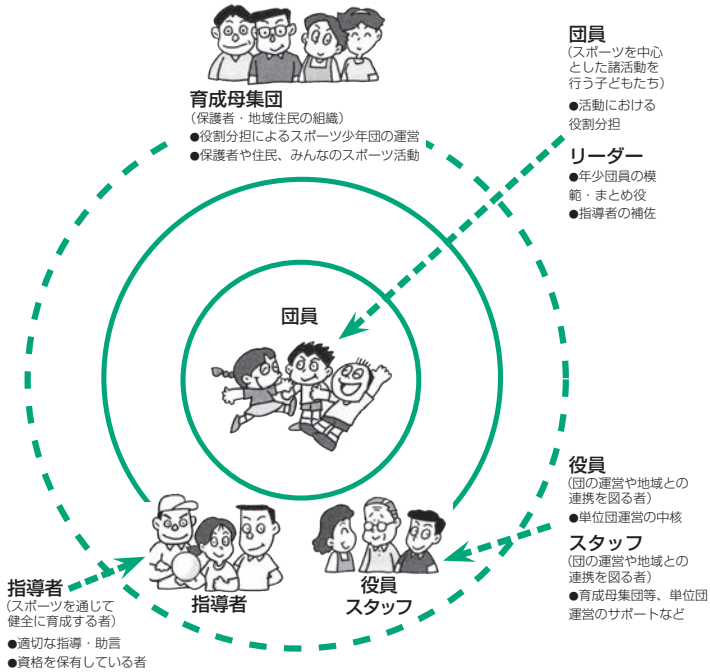 育成母集団
(保護者・地域住民の組織)
●役割分担によるスポーツ少年団の運営
●保護者や住民、みんなのスポーツ活動
団員
(スポーツを中心
とした諸活動を
行う子どもたち)
●活動における
役割分担
リーダー
●年少団員の模
範・まとめ役
●指導者の補佐
団員
役員
(団の運営や地域との
連携を図る者)
●単位団運営の中核
スタッフ
(団の運営や地域との
連携を図る者)
●育成母集団等、単位団
運営のサポートなど
役員
スタッフ
指導者
指導者
(スポーツを通じて
健全に育成する者)
●適切な指導・助言
●資格を保有している者